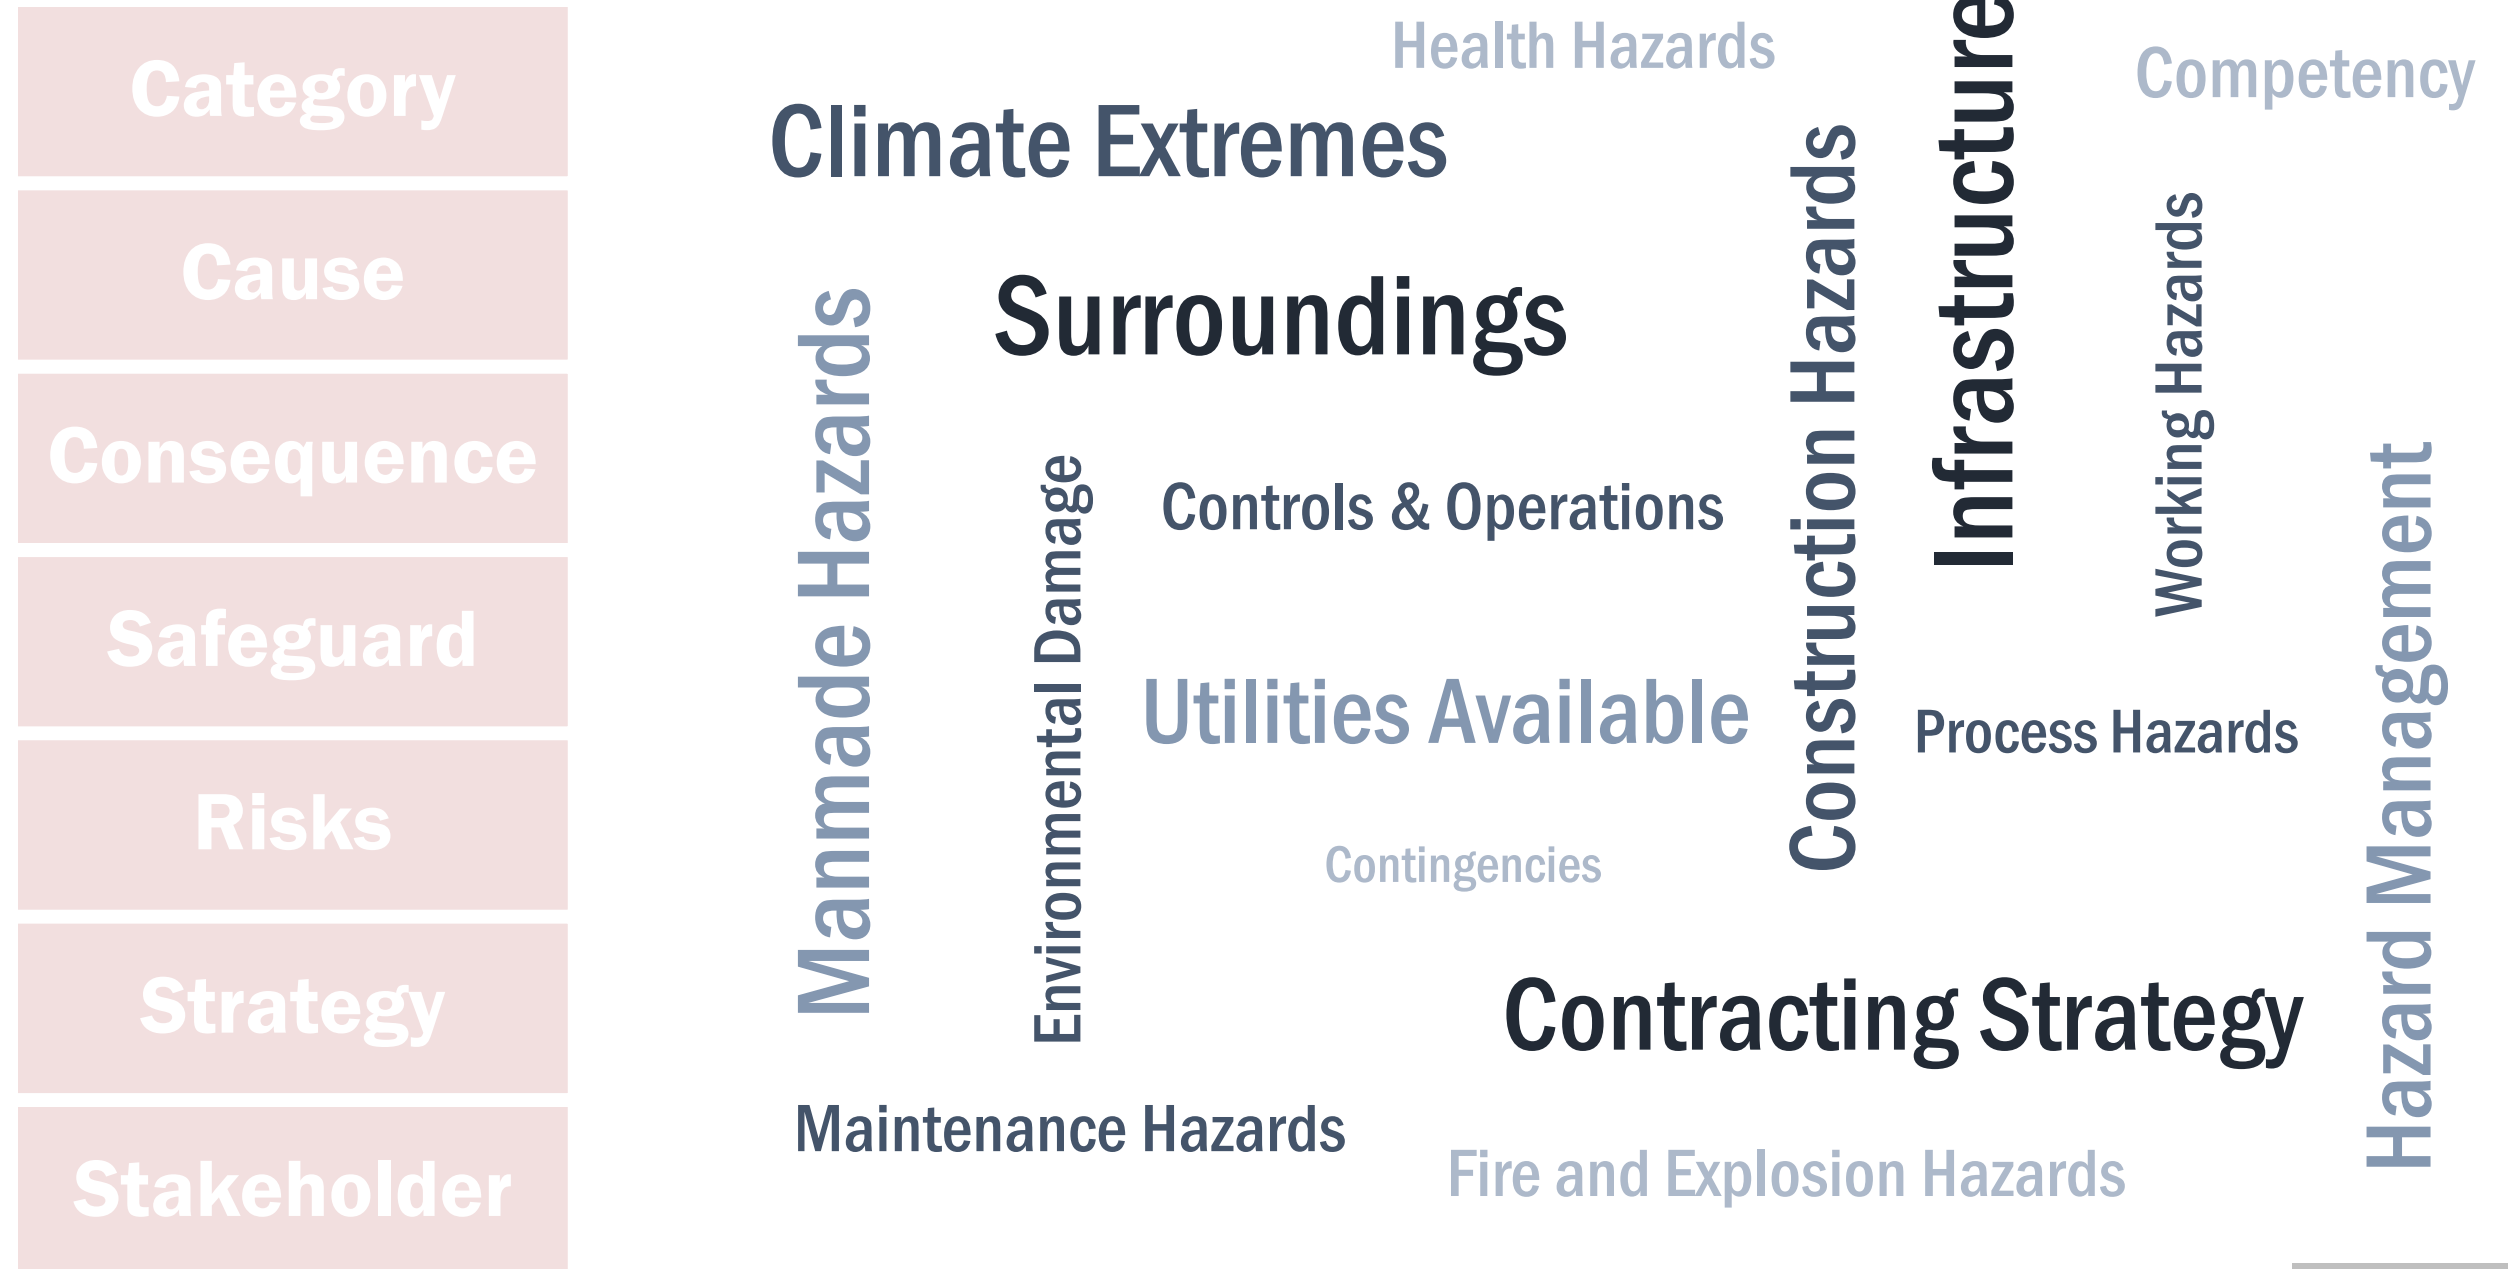 Category
Cause
Consequence
Safeguard
Risks
Strategy
Stakeholder
Health Hazards
Competency
Climate Extremes
Surroundings
Infrastructure
Construction Hazards
Working Hazards
Manmade Hazards
Environmental Damage
Controls & Operations
Utilities Available
Process Hazards
Hazard Management
Contingencies
Contracting Strategy
Maintenance Hazards
Fire and Explosion Hazards